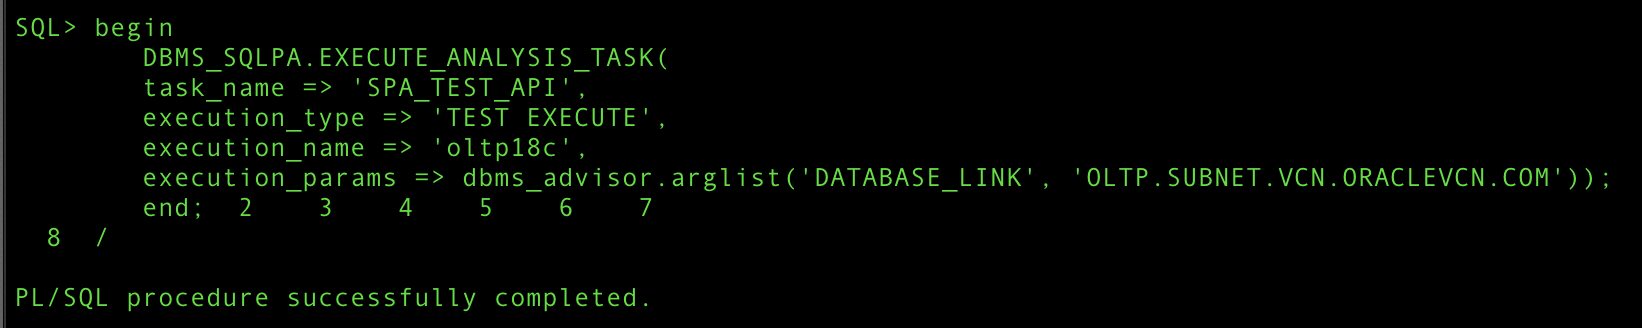 SQL> begin
DBMS_SQLPA.EXECUTE_ANALYSIS_TASK(
task_name => 'SPA_TEST_API',
execution_type => 'TEST EXECUTE',
execution_name => 'oltp18c',
execution_params => dbms_advisor.arglist('DATABASE_LINK', 'OLTP.SUBNET.VCN.ORACLEVCN.COM'));
end;  2    3    4    5    6    7
8  /
PL/SQL procedure successfully completed.